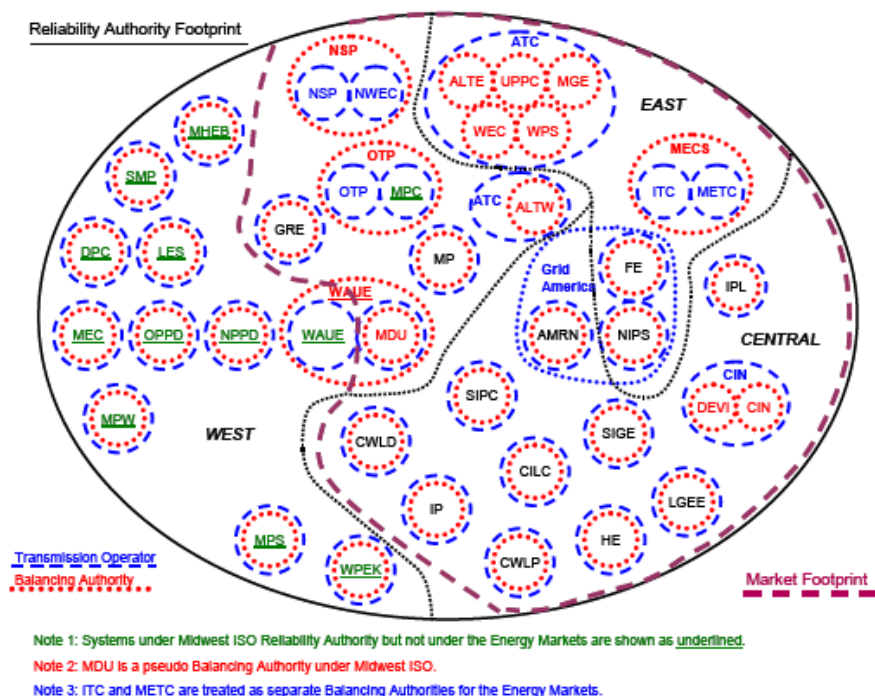 Reliability Authority Footprint
NSP
NSP
NWEC
ATC
ALTE
UPPC
MGE
WEC
WPS
EAST
MHEB
SMP
OTP
OTP
MPC
ATC
ALTW
MECS
ITC
METC
GRE
DPC
LES
MP
Grid
America
FE
IPL
WAUE
WAUE
MDU
MEC
OPPD
NPPD
AMRN
NIPS
CENTRAL
CIN
DEVI
CIN
SIPC
MPW
WEST
CWLD
SIGE
CILC
IP
LGEE
MPS
HE
CWLP
WPEK
Transmission Operator
Balancing Authority
Market Footprint
Note 1: Systems under Midwest ISO Reliability Authority but not under the Energy Markets are shown as underlined.
Note 2: MDU is a pseudo Balancing Authority under Midwest ISO.
Note 3: ITC and METC are treated as separate Balancing Authorities for the Energy Markets.